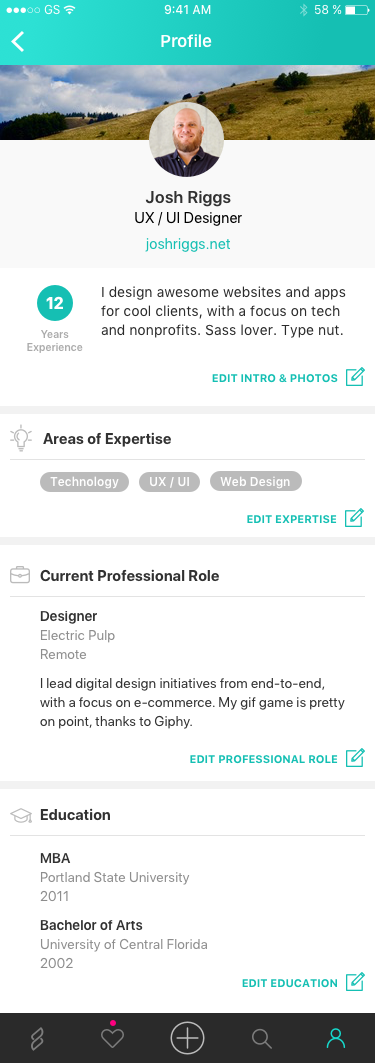 GS 9:41 AM 58 %
Profile
Josh Riggs
UX / UI Designer
joshriggs.net
12
Years
Experience
I design awesome websites and apps
for cool clients, with a focus on tech
and nonprofits. Sass lover. Type nut.
EDIT INTRO & PHOTOS
Areas of Expertise
Technology UX / UI Web Design
EDIT EXPERTISE
Current Professional Role
Designer
Electric Pulp
Remote
I lead digital design initiatives from end-to-end,
with a focus on e-commerce. My gif game is pretty
on point, thanks to Giphy.
EDIT PROFESSIONAL ROLE
Education
MBA
Portland State University
2011
Bachelor of Arts
University of Central Florida
2002
EDIT EDUCATION